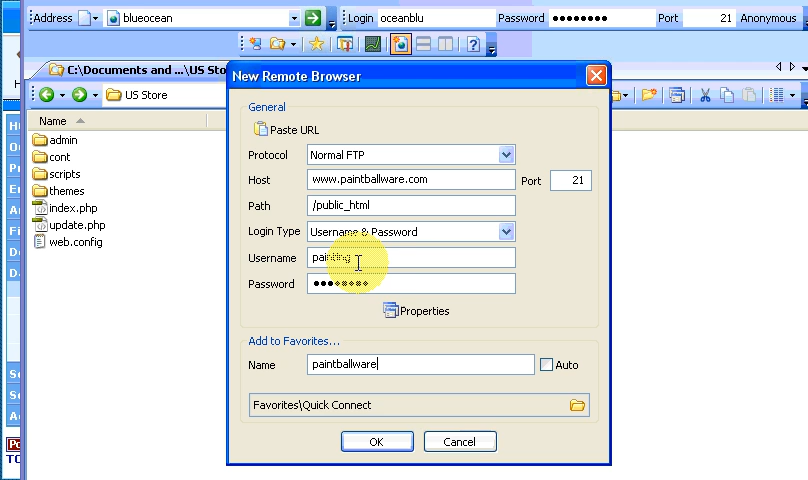 Address blueocean Login oceanblu Password ●●●●●●●● Port 21 Anonymous
C:\Documents and ...\US Sto
New Remote Browser
US Store
General
Paste URL
Name
Protocol Normal FTP
admin
Host www.paintballware.com Port 21
cont
scripts
Path /public_html
themes
index.php
Login Type Username & Password
update.php
web.config
Username painting
Password ●●●●●●●●
Properties
Add to Favorites...
Name paintballware Auto
Favorites\Quick Connect
OK Cancel